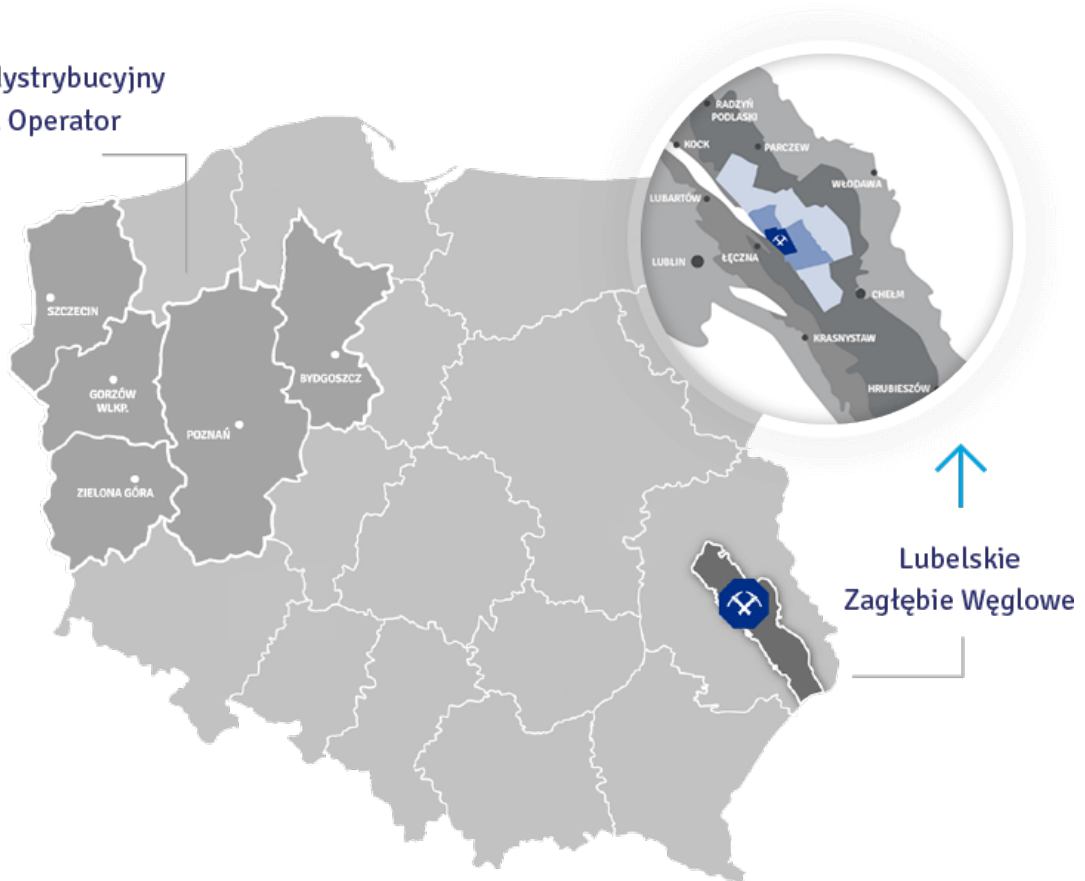 dystrybucyjny
Operator
RADZYŃ
PODLASKI
KOCK
PARCZEW
WŁODAWA
LUBARTÓW
LUBLIN
ŁĘCZNA
CHEŁM
KRASNYSTAW
HRUBIESZÓW
SZCZECIN
GORZÓW
WLKP.
BYDGOSZCZ
POZNAŃ
ZIELONA GÓRA
Lubelskie
Zagłębie Węglowe